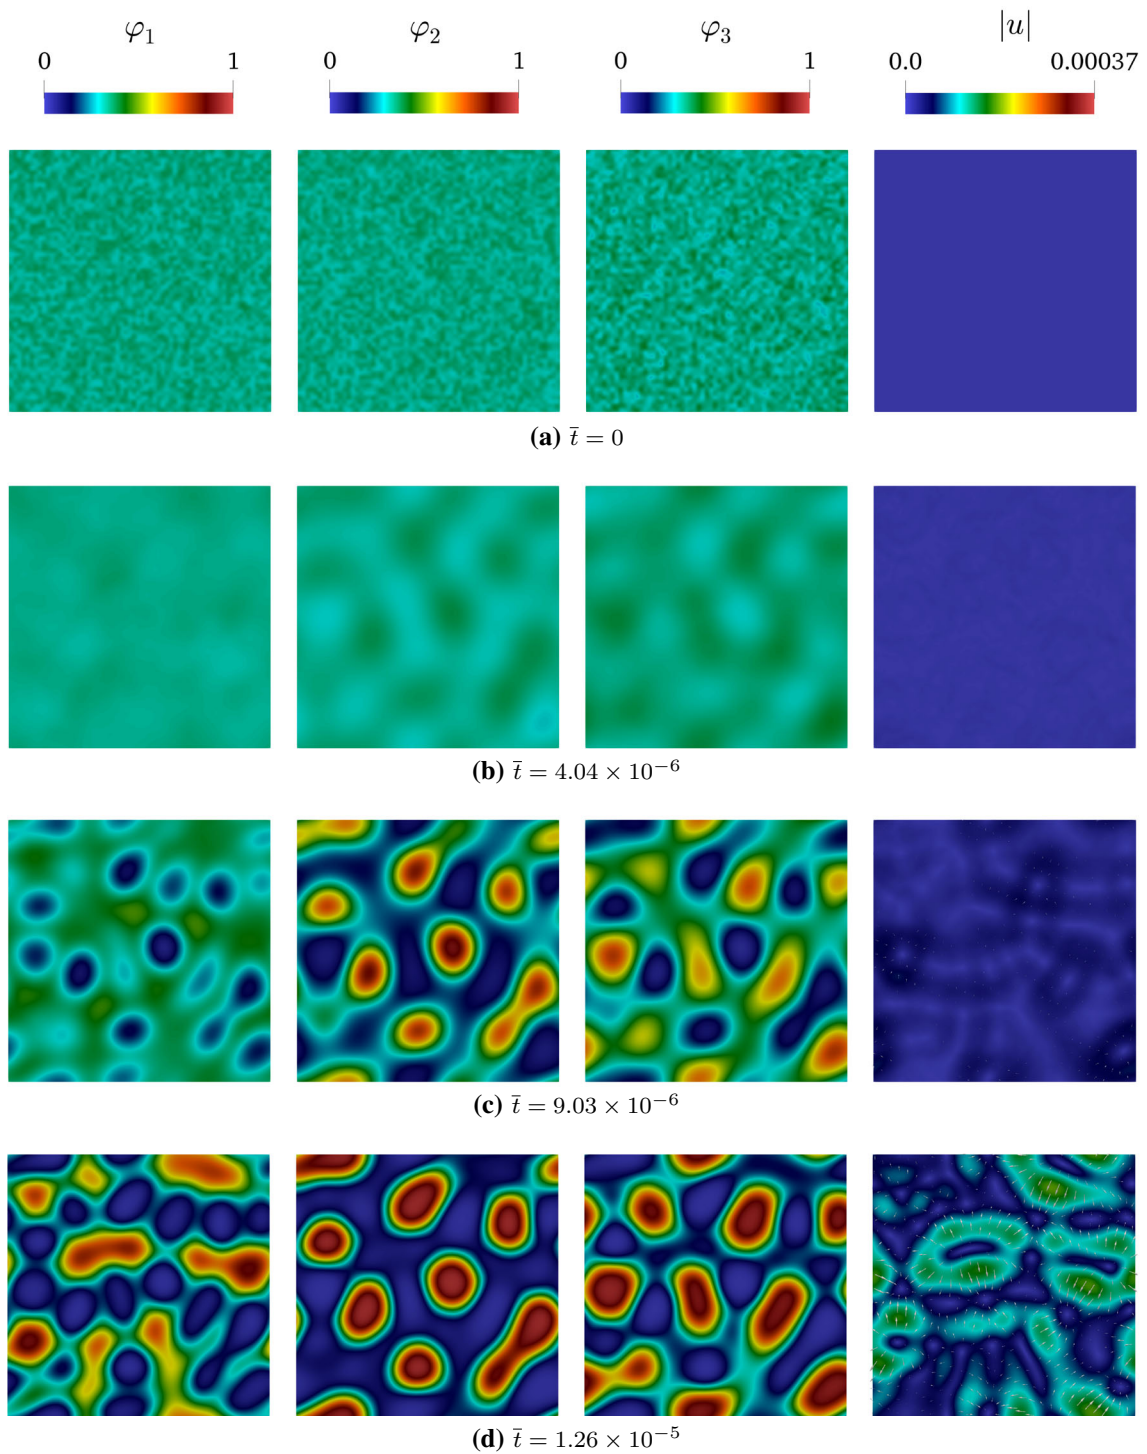 φ₁ φ₂ φ₃ |u|
0 1 0 1 0 1 0.0 0.00037
(a) t̄ = 0
(b) t̄ = 4.04 × 10⁻⁶
(c) t̄ = 9.03 × 10⁻⁶
(d) t̄ = 1.26 × 10⁻⁵